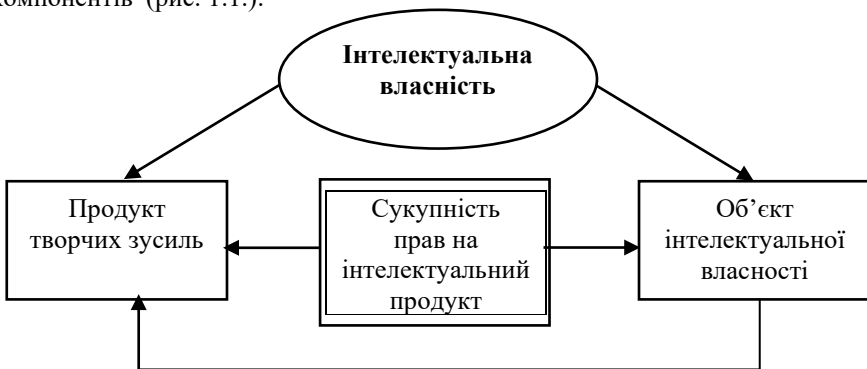 компонентів (рис. 1.1.).
Інтелектуальна
власність
Продукт
творчих зусиль
Сукупність
прав на
інтелектуальний
продукт
Об’єкт
інтелектуальної
власності